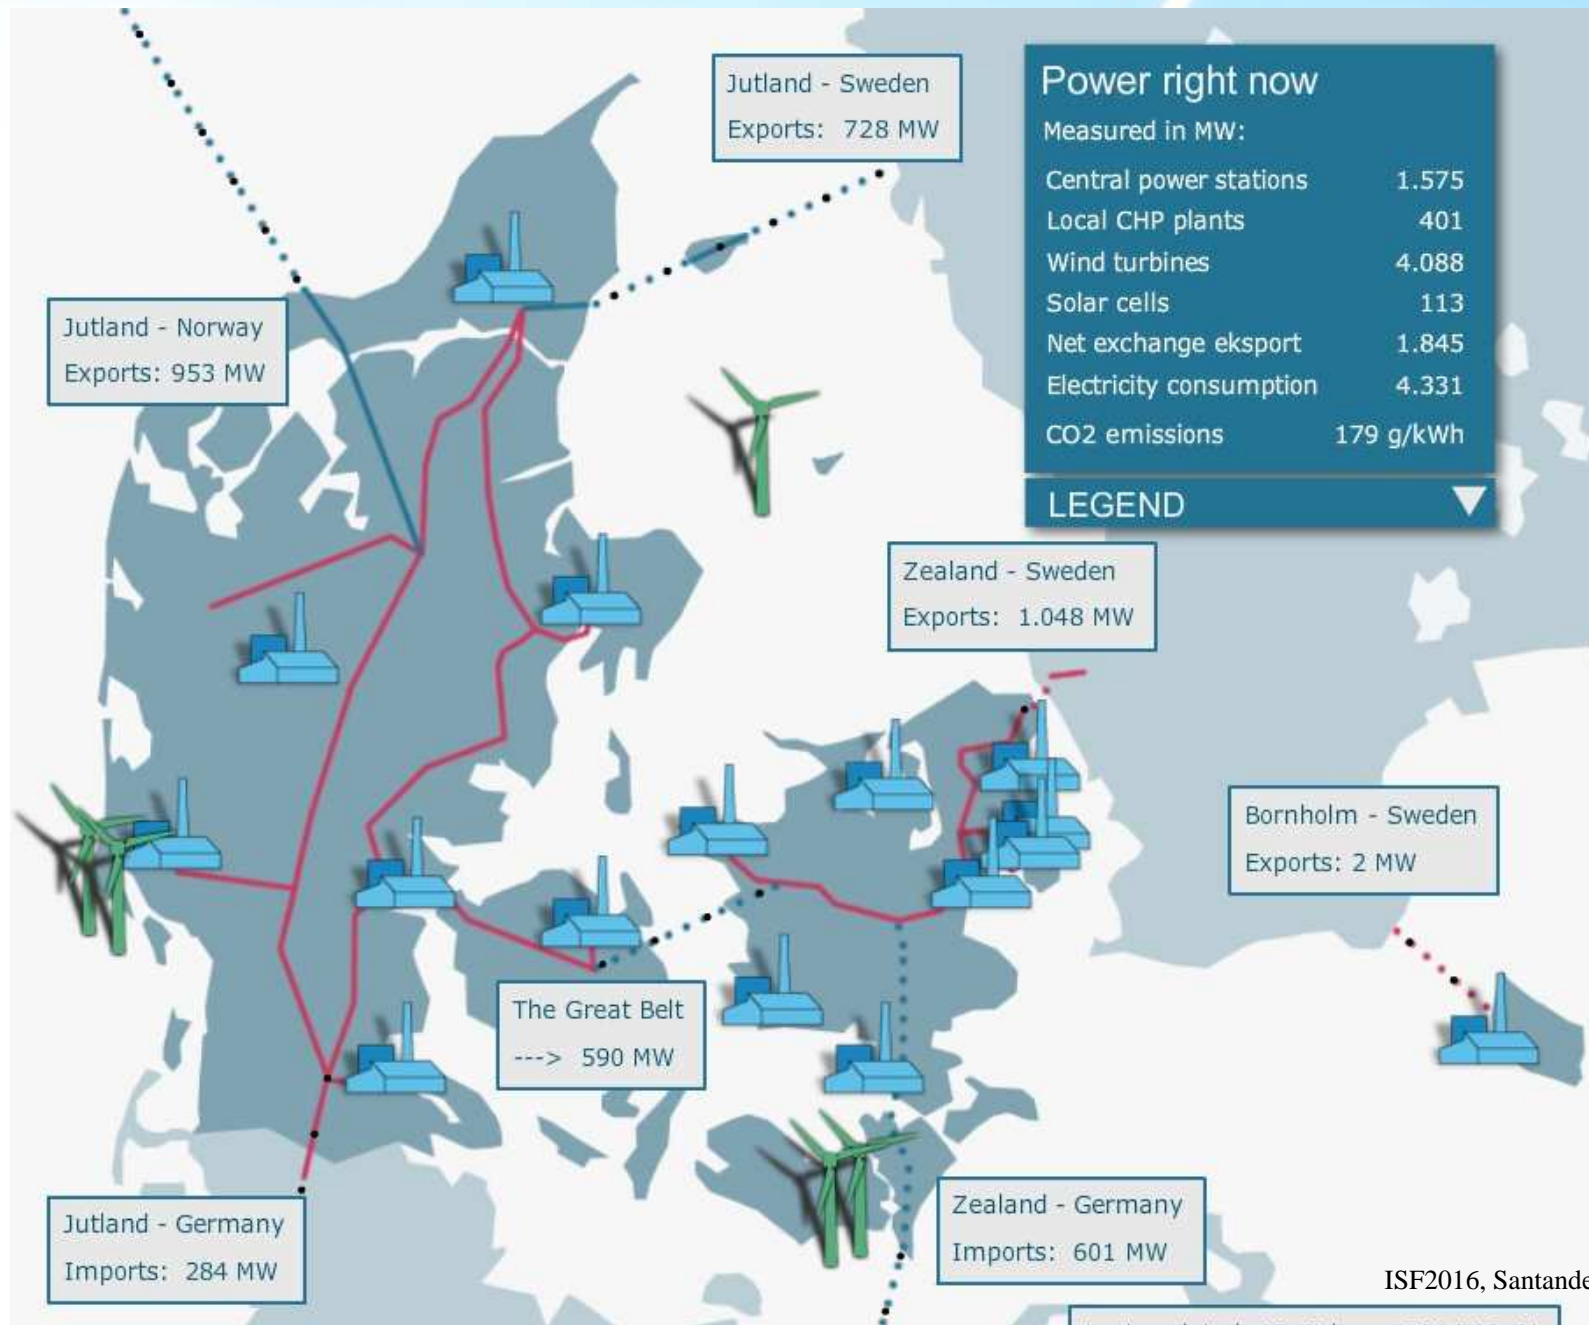 Jutland - Sweden
Exports: 728 MW
Power right now
Measured in MW:
Central power stations 1.575
Local CHP plants 401
Wind turbines 4.088
Solar cells 113
Net exchange eksport 1.845
Electricity consumption 4.331
CO2 emissions 179 g/kWh
LEGEND
Jutland - Norway
Exports: 953 MW
Zealand - Sweden
Exports: 1.048 MW
Bornholm - Sweden
Exports: 2 MW
The Great Belt
---> 590 MW
Jutland - Germany
Imports: 284 MW
Zealand - Germany
Imports: 601 MW
ISF2016, Santande